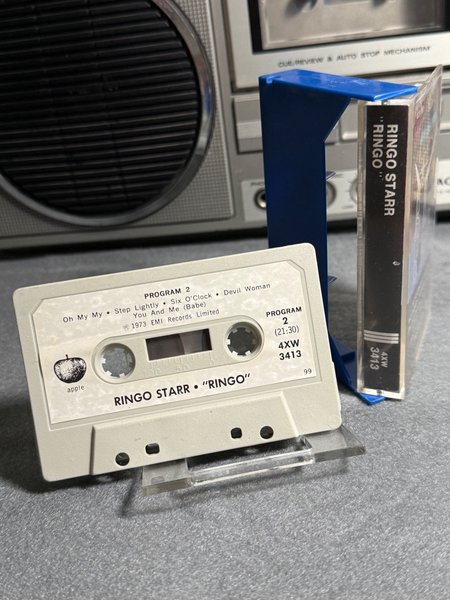 CUE/REVIEW & AUTO STOP MECHANISM
RINGO STARR
"RINGO"
4XW
3413
PROGRAM 2
Oh My My • Step Lightly • Six O'Clock • Devil Woman
You And Me (Babe)
℗ 1973 EMI Records Limited
PROGRAM
2
(21:30)
4XW
3413
apple
RINGO STARR • "RINGO"
99